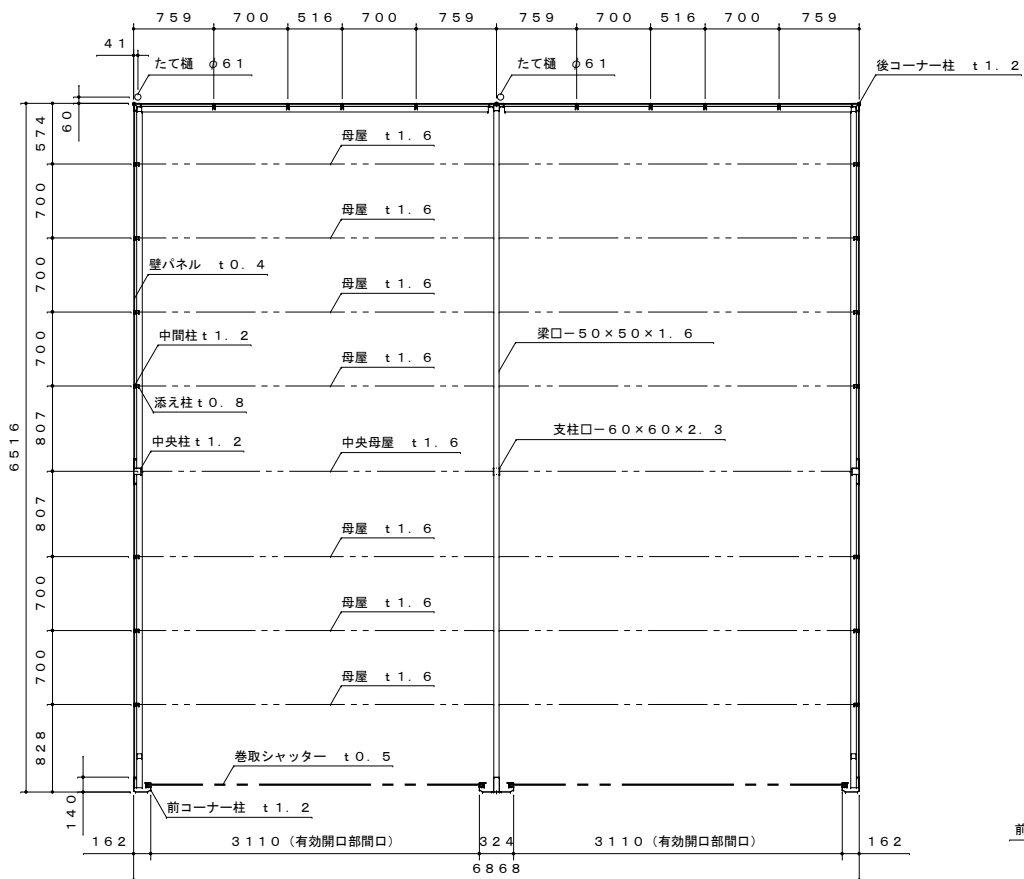 759 700 516 700 759 759 700 516 700 759
41
たて樋 φ61 たて樋 φ61 後コーナー柱 t1.2
60
574
母屋 t1.6
700
母屋 t1.6
700
壁パネル t0.4
母屋 t1.6
700
中間柱t1.2
梁口-50×50×1.6
母屋 t1.6
添え柱t0.8
807
中央柱t1.2
中央母屋 t1.6
支柱口-60×60×2.3
6516
807
母屋 t1.6
700
母屋 t1.6
700
母屋 t1.6
828
巻取シャッター t0.5
140
前コーナー柱 t1.2
162 3110(有効開口部間口) 324 3110(有効開口部間口) 162
前
6868